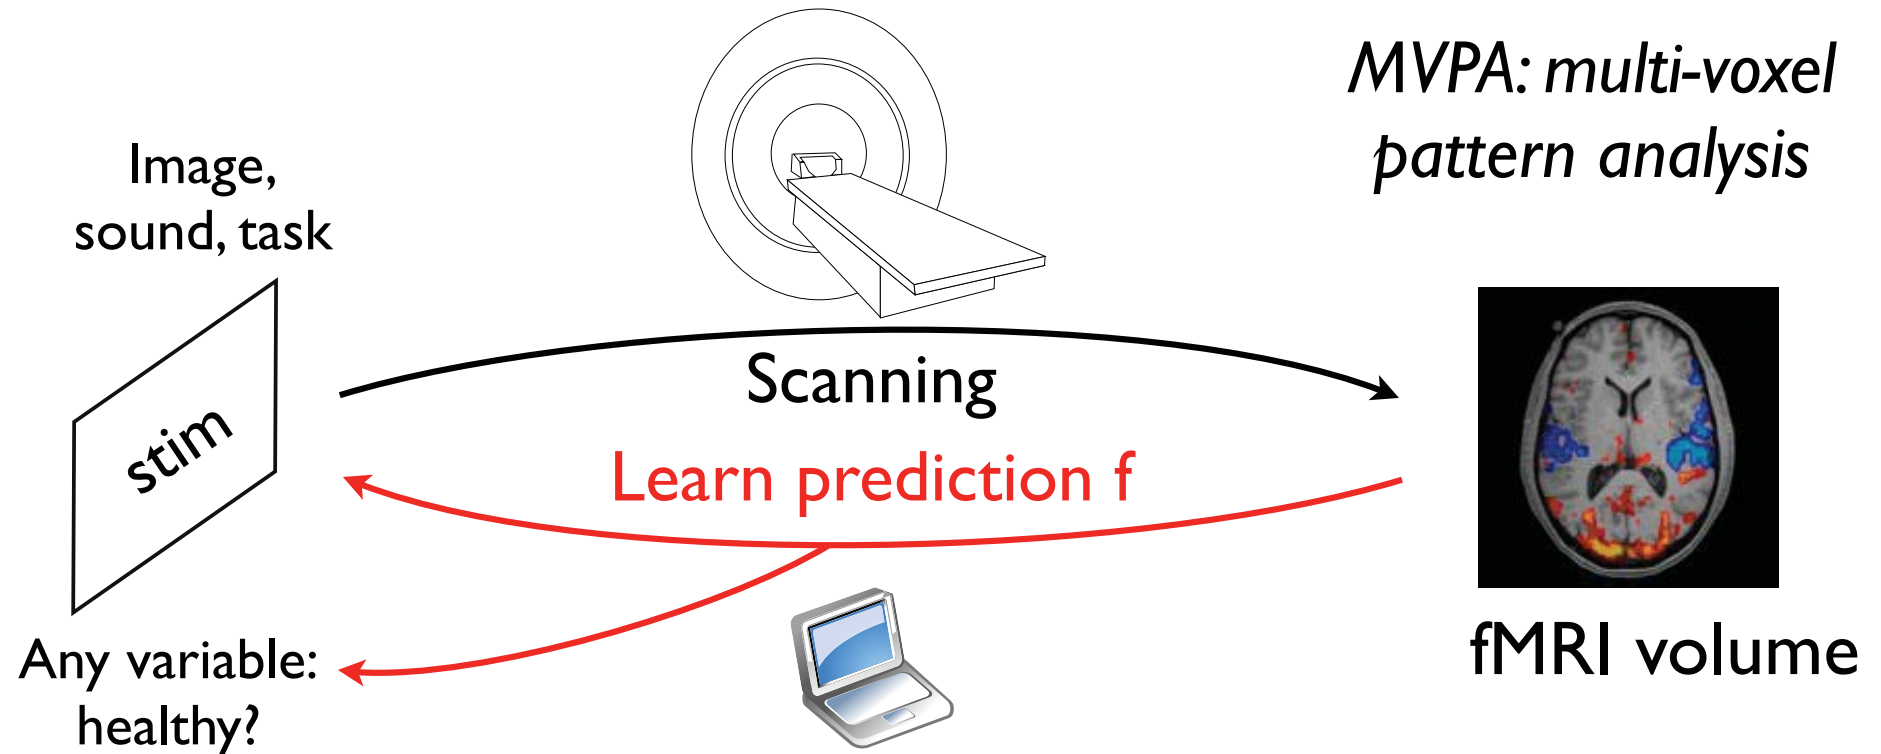 MVPA: multi-voxel
pattern analysis
Image,
sound, task
stim
Scanning
Learn prediction f
Any variable:
healthy?
fMRI volume